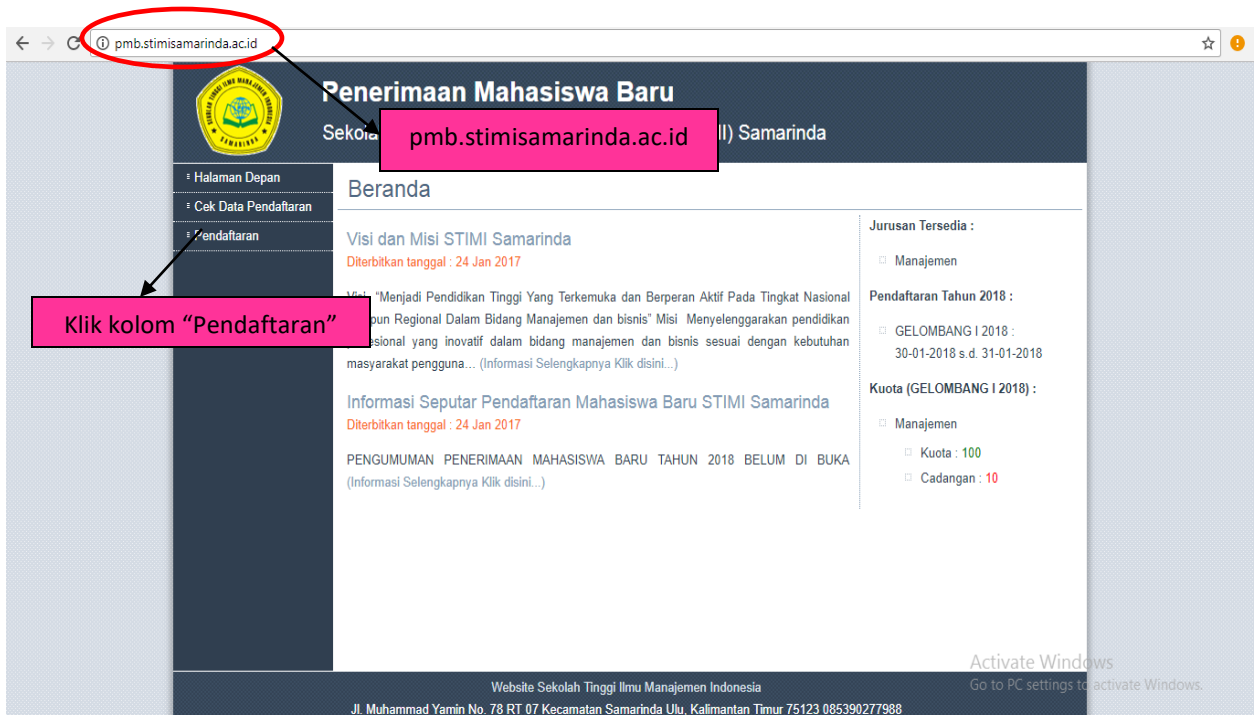 pmb.stimisamarinda.ac.id
SEKOLAH TINGGI ILMU MANAJEMEN INDONESIA
SAMARINDA
Penerimaan Mahasiswa Baru
pmb.stimisamarinda.ac.id
Samarinda
Halaman Depan
Cek Data Pendaftaran
Pendaftaran
Klik kolom “Pendaftaran”
Beranda
Visi dan Misi STIMI Samarinda
Diterbitkan tanggal : 24 Jan 2017
"Menjadi Pendidikan Tinggi Yang Terkemuka dan Berperan Aktif Pada Tingkat Nasional
Regional Dalam Bidang Manajemen dan bisnis" Misi Menyelenggarakan pendidikan
yang inovatif dalam bidang manajemen dan bisnis sesuai dengan kebutuhan
masyarakat pengguna... (Informasi Selengkapnya Klik disini...)
Informasi Seputar Pendaftaran Mahasiswa Baru STIMI Samarinda
Diterbitkan tanggal : 24 Jan 2017
PENGUMUMAN PENERIMAAN MAHASISWA BARU TAHUN 2018 BELUM DI BUKA
(Informasi Selengkapnya Klik disini...)
Jurusan Tersedia :
Manajemen
Pendaftaran Tahun 2018 :
GELOMBANG I 2018 :
30-01-2018 s.d. 31-01-2018
Kuota (GELOMBANG I 2018) :
Manajemen
Kuota : 100
Cadangan : 10
Activate Windows
Go to PC settings to activate Windows.
Website Sekolah Tinggi Ilmu Manajemen Indonesia
Jl. Muhammad Yamin No. 78 RT 07 Kecamatan Samarinda Ulu, Kalimantan Timur 75123 085390277988